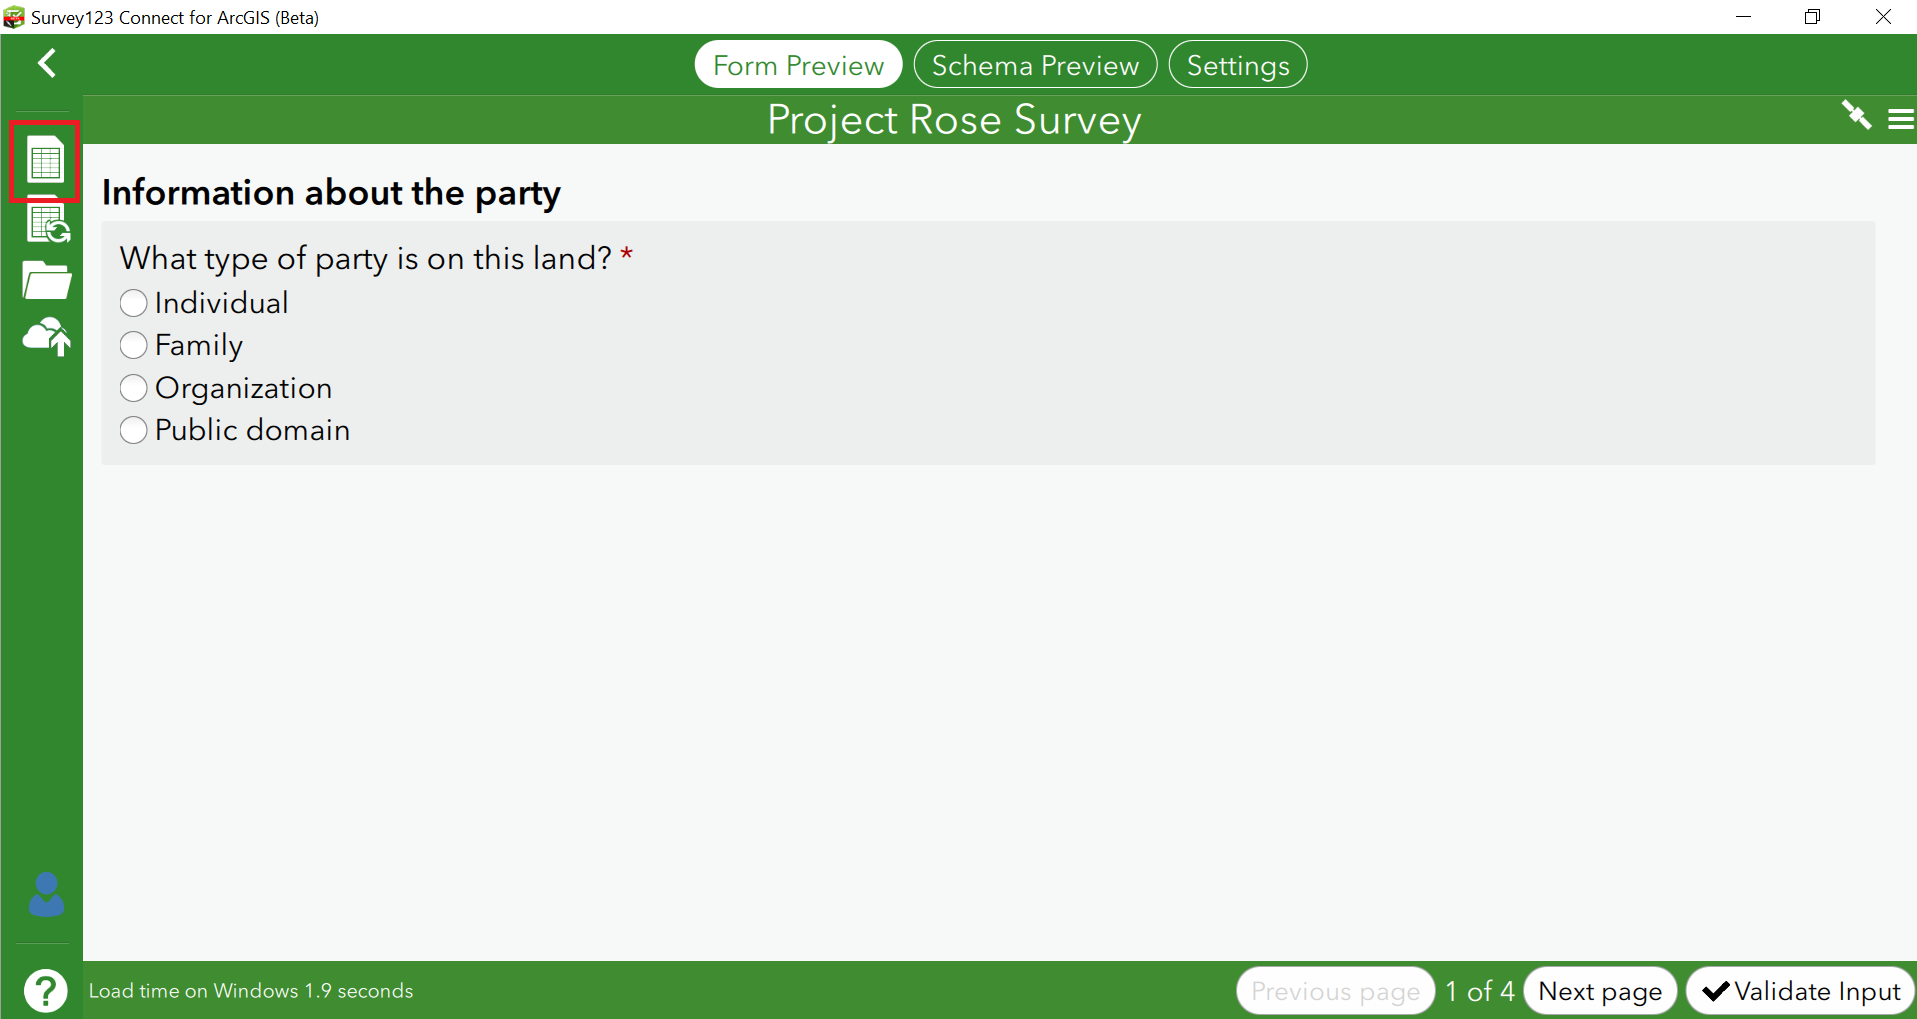 Survey123 Connect for ArcGIS (Beta)
Form Preview Schema Preview Settings
Project Rose Survey
Information about the party
What type of party is on this land? *
Individual
Family
Organization
Public domain
? Load time on Windows 1.9 seconds Previous page 1 of 4 Next page Validate Input